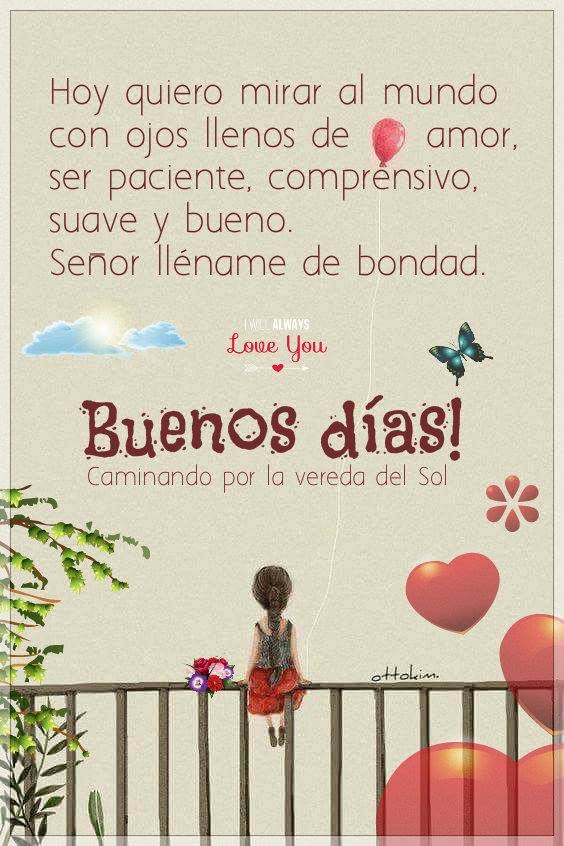 Hoy quiero mirar al mundo
con ojos llenos de amor,
ser paciente, comprensivo,
suave y bueno.
Señor lléname de bondad.
I WILL ALWAYS
Love You
Buenos días!
Caminando por la vereda del Sol
ottokim.